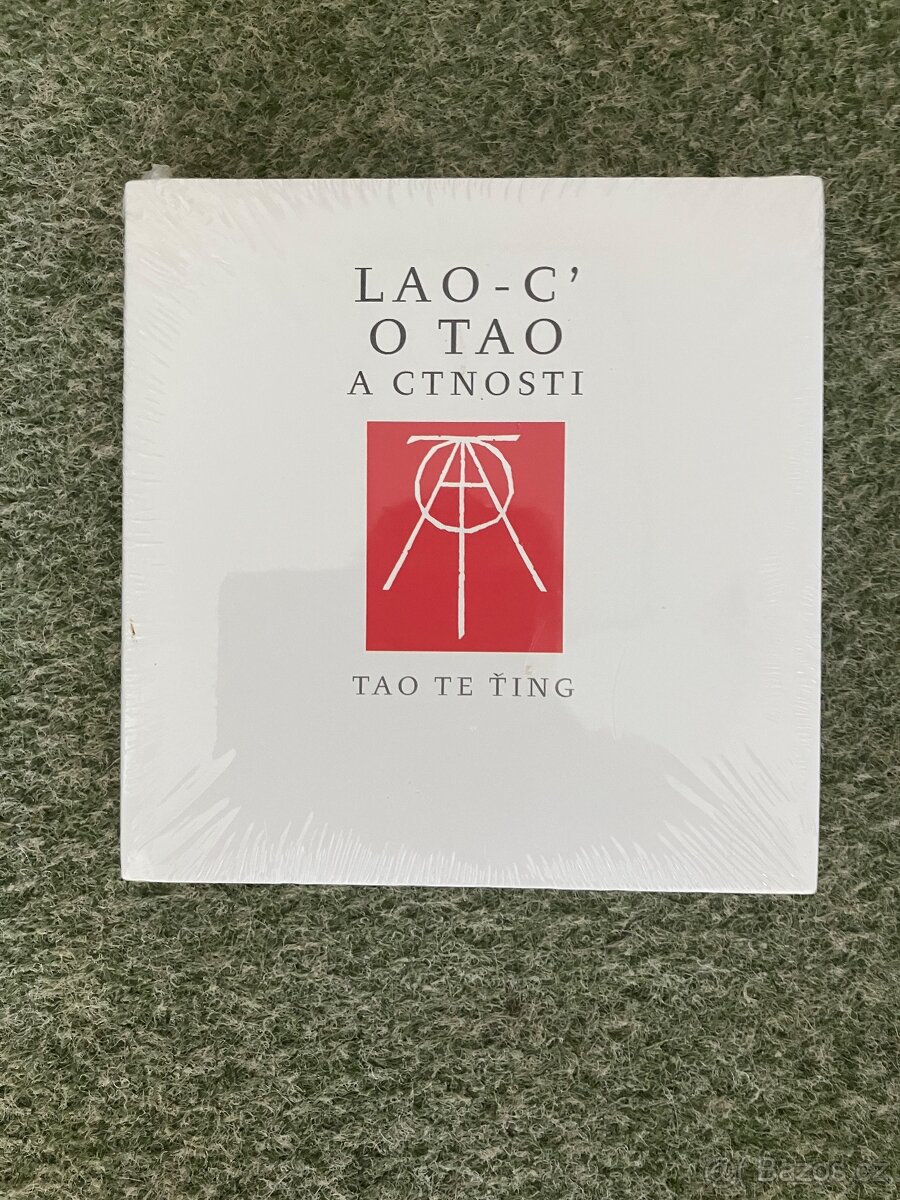 LAO-C’
O TAO
A CTNOSTI
TAO TE ŤING
Bazos.cz